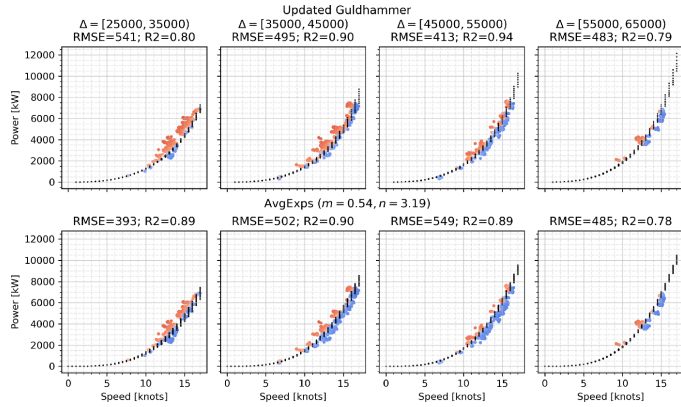 Updated Guldhammer
Δ = [25000, 35000) Δ = [35000, 45000) Δ = [45000, 55000) Δ = [55000, 65000)
RMSE=541; R2=0.80 RMSE=495; R2=0.90 RMSE=413; R2=0.94 RMSE=483; R2=0.79
12000
10000
8000
6000
4000
2000
0
Power [kW]
AvgExps (m = 0.54, n = 3.19)
RMSE=393; R2=0.89 RMSE=502; R2=0.90 RMSE=549; R2=0.89 RMSE=485; R2=0.78
12000
10000
8000
6000
4000
2000
0
Power [kW]
0 5 10 15 0 5 10 15 0 5 10 15 0 5 10 15
Speed [knots] Speed [knots] Speed [knots] Speed [knots]